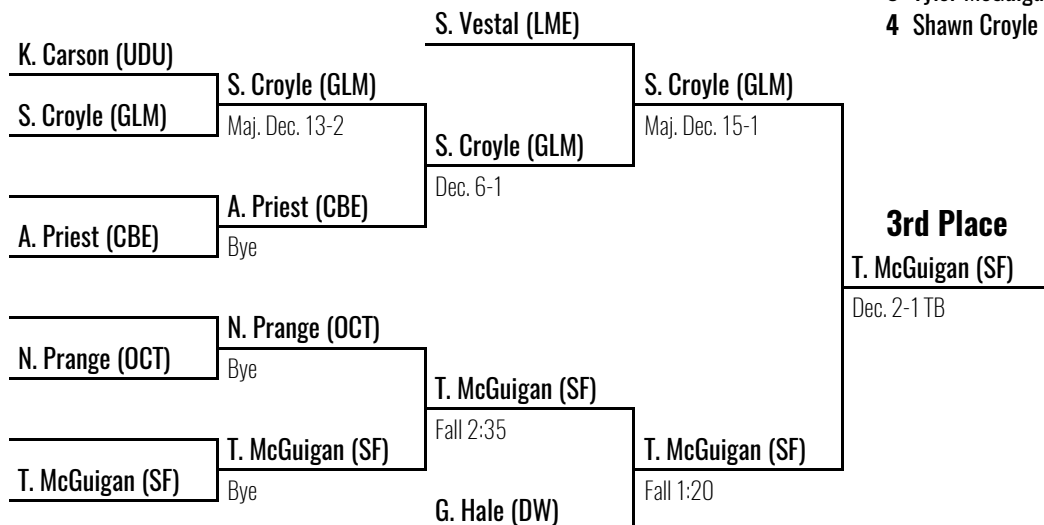 4 Shawn Croyle
S. Vestal (LME)
K. Carson (UDU)
S. Croyle (GLM)
S. Croyle (GLM)
Maj. Dec. 13-2
S. Croyle (GLM)
Dec. 6-1
S. Croyle (GLM)
Maj. Dec. 15-1
A. Priest (CBE)
A. Priest (CBE)
Bye
3rd Place
T. McGuigan (SF)
Dec. 2-1 TB
N. Prange (OCT)
N. Prange (OCT)
Bye
T. McGuigan (SF)
Fall 2:35
T. McGuigan (SF)
T. McGuigan (SF)
Bye
T. McGuigan (SF)
Fall 1:20
G. Hale (DW)